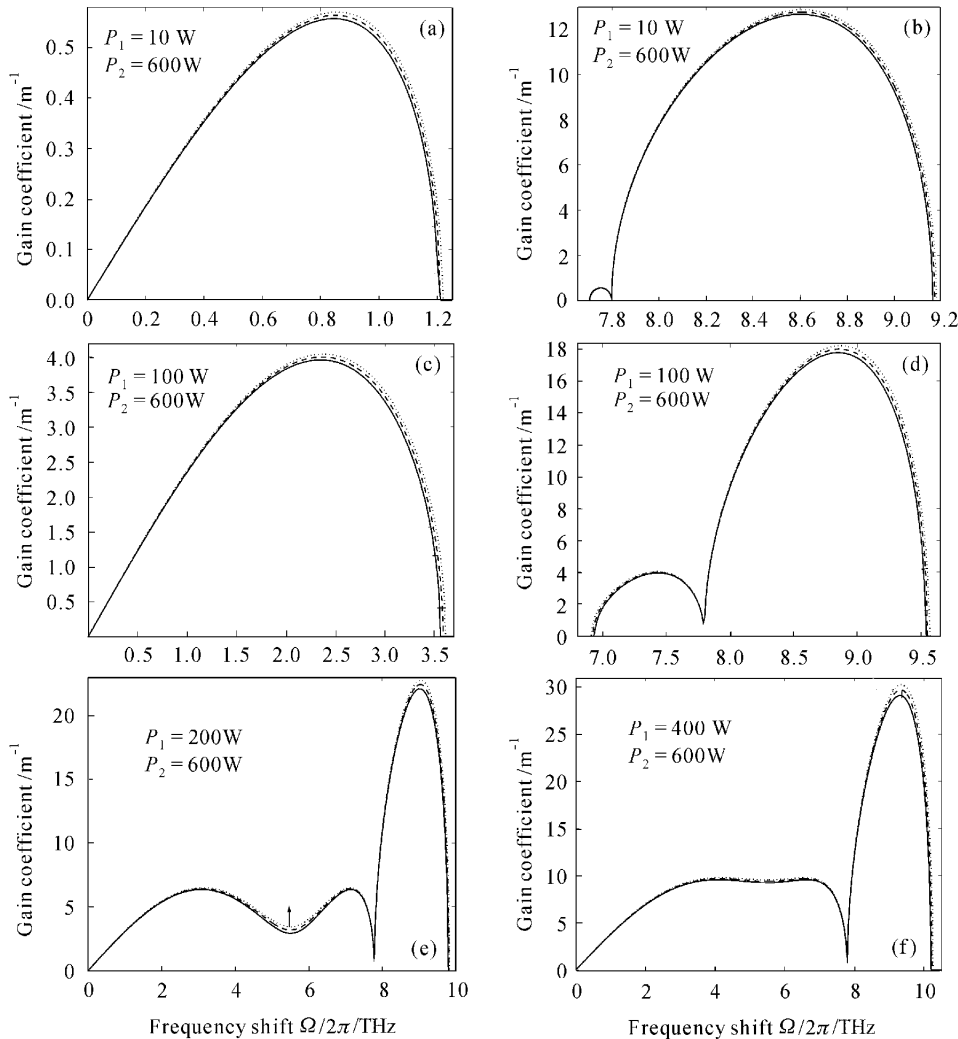 (a)
P₁ = 10 W
P₂ = 600W
Gain coefficient /m⁻¹
0.5
0.4
0.3
0.2
0.1
0.0
0 0.2 0.4 0.6 0.8 1.0 1.2
(b)
P₁ = 10 W
P₂ = 600W
Gain coefficient /m⁻¹
12
10
8
6
4
2
0
7.8 8.0 8.2 8.4 8.6 8.8 9.0 9.2
(c)
P₁ = 100 W
P₂ = 600W
Gain coefficient /m⁻¹
4.0
3.5
3.0
2.5
2.0
1.5
1.0
0.5
0.5 1.0 1.5 2.0 2.5 3.0 3.5
(d)
P₁ = 100 W
P₂ = 600W
Gain coefficient /m⁻¹
18
16
14
12
10
8
6
4
2
0
7.0 7.5 8.0 8.5 9.0 9.5
(e)
P₁ = 200W
P₂ = 600W
Gain coefficient /m⁻¹
20
15
10
5
0
0 2 4 6 8 10
Frequency shift Ω/2π/THz
(f)
P₁ = 400 W
P₂ = 600W
Gain coefficient /m⁻¹
30
25
20
15
10
5
0
0 2 4 6 8 10
Frequency shift Ω/2π/THz